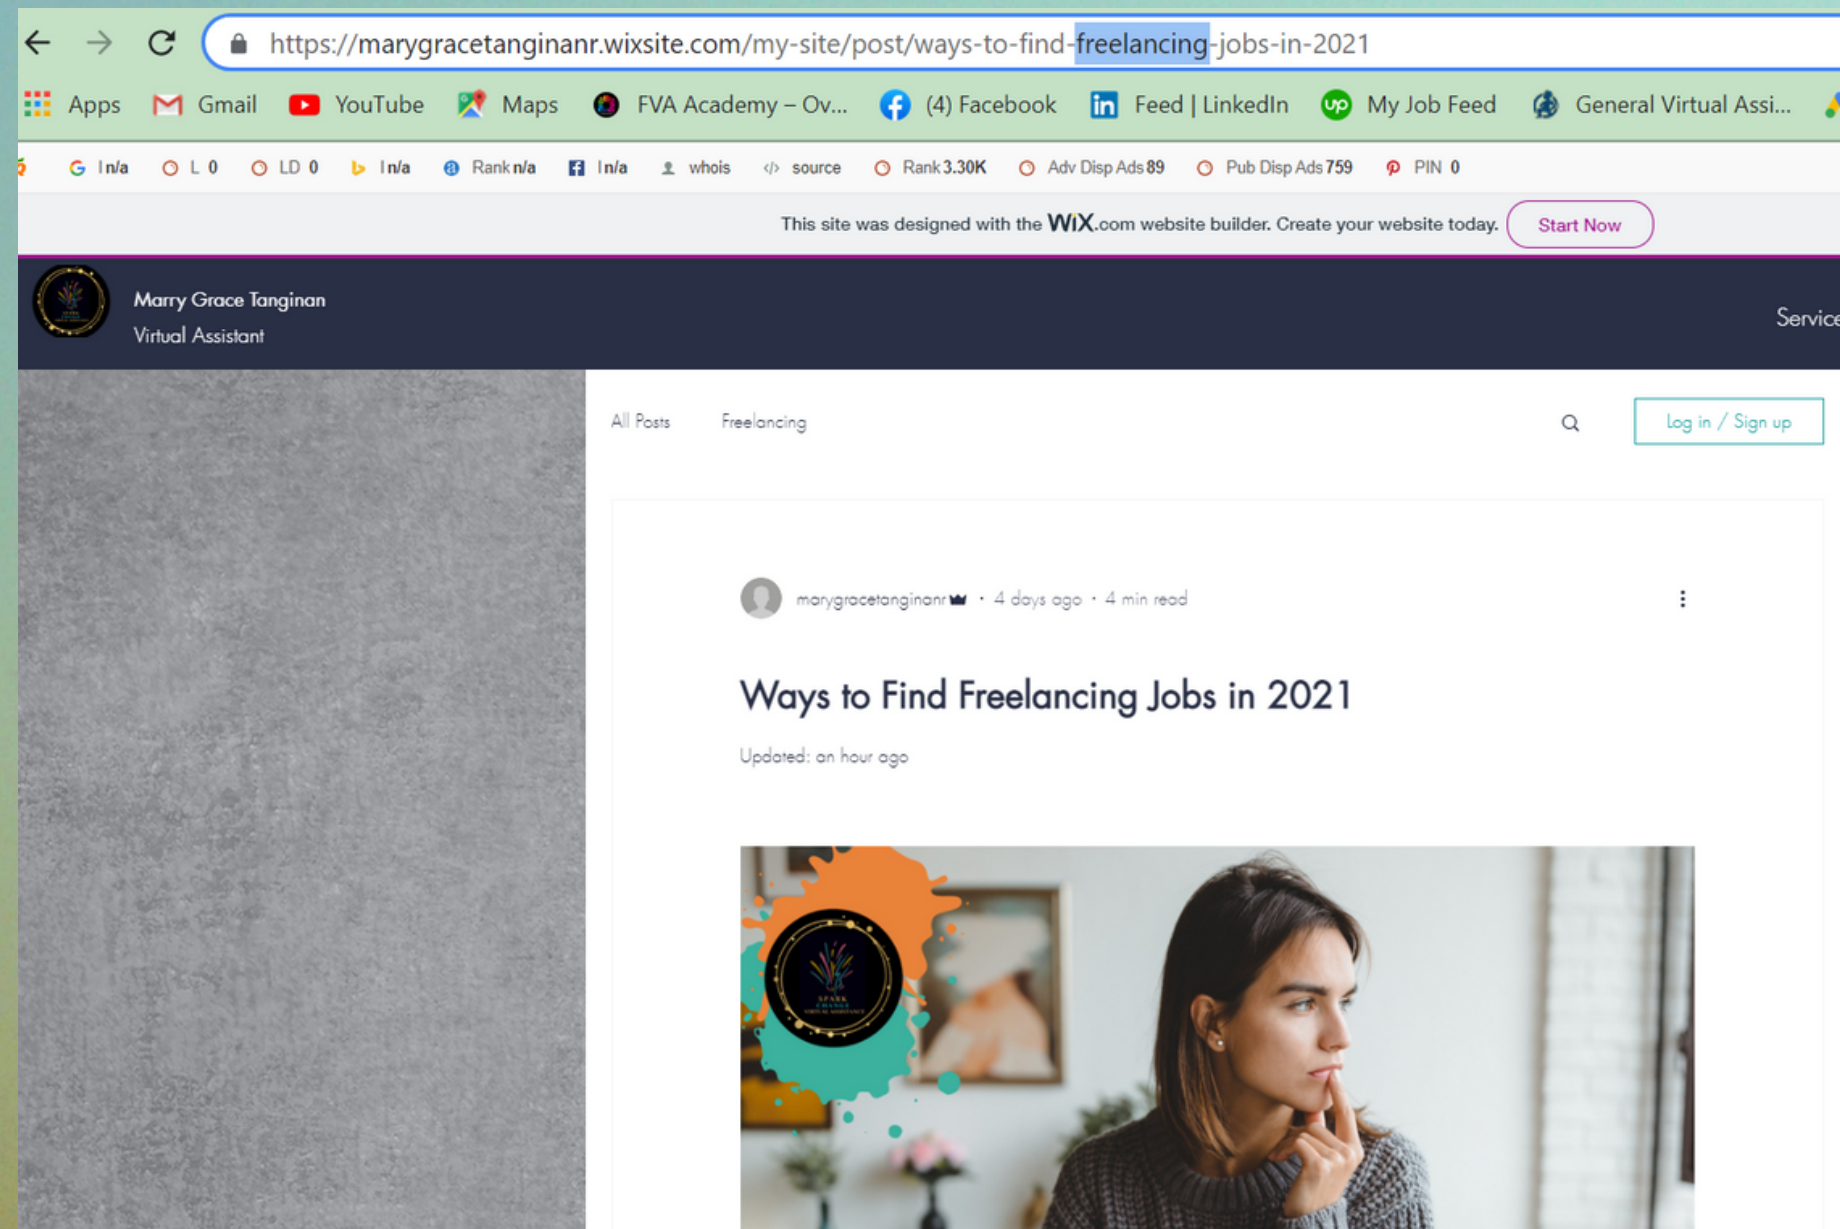 https://marygracetanginanr.wixsite.com/my-site/post/ways-to-find-freelancing-jobs-in-2021
Apps Gmail YouTube Maps FVA Academy – Ov... (4) Facebook Feed | LinkedIn My Job Feed General Virtual Assi...
I n/a L 0 LD 0 I n/a Rank n/a I n/a whois source Rank 3.30K Adv Disp Ads 89 Pub Disp Ads 759 PIN 0
This site was designed with the WiX.com website builder. Create your website today. Start Now
Marry Grace Tanginan
Virtual Assistant
Service
All Posts Freelancing Log in / Sign up
marygracetanginanr · 4 days ago · 4 min read
Ways to Find Freelancing Jobs in 2021
Updated: an hour ago
SPARK
CHANGE
VIRTUAL ASSISTANCE